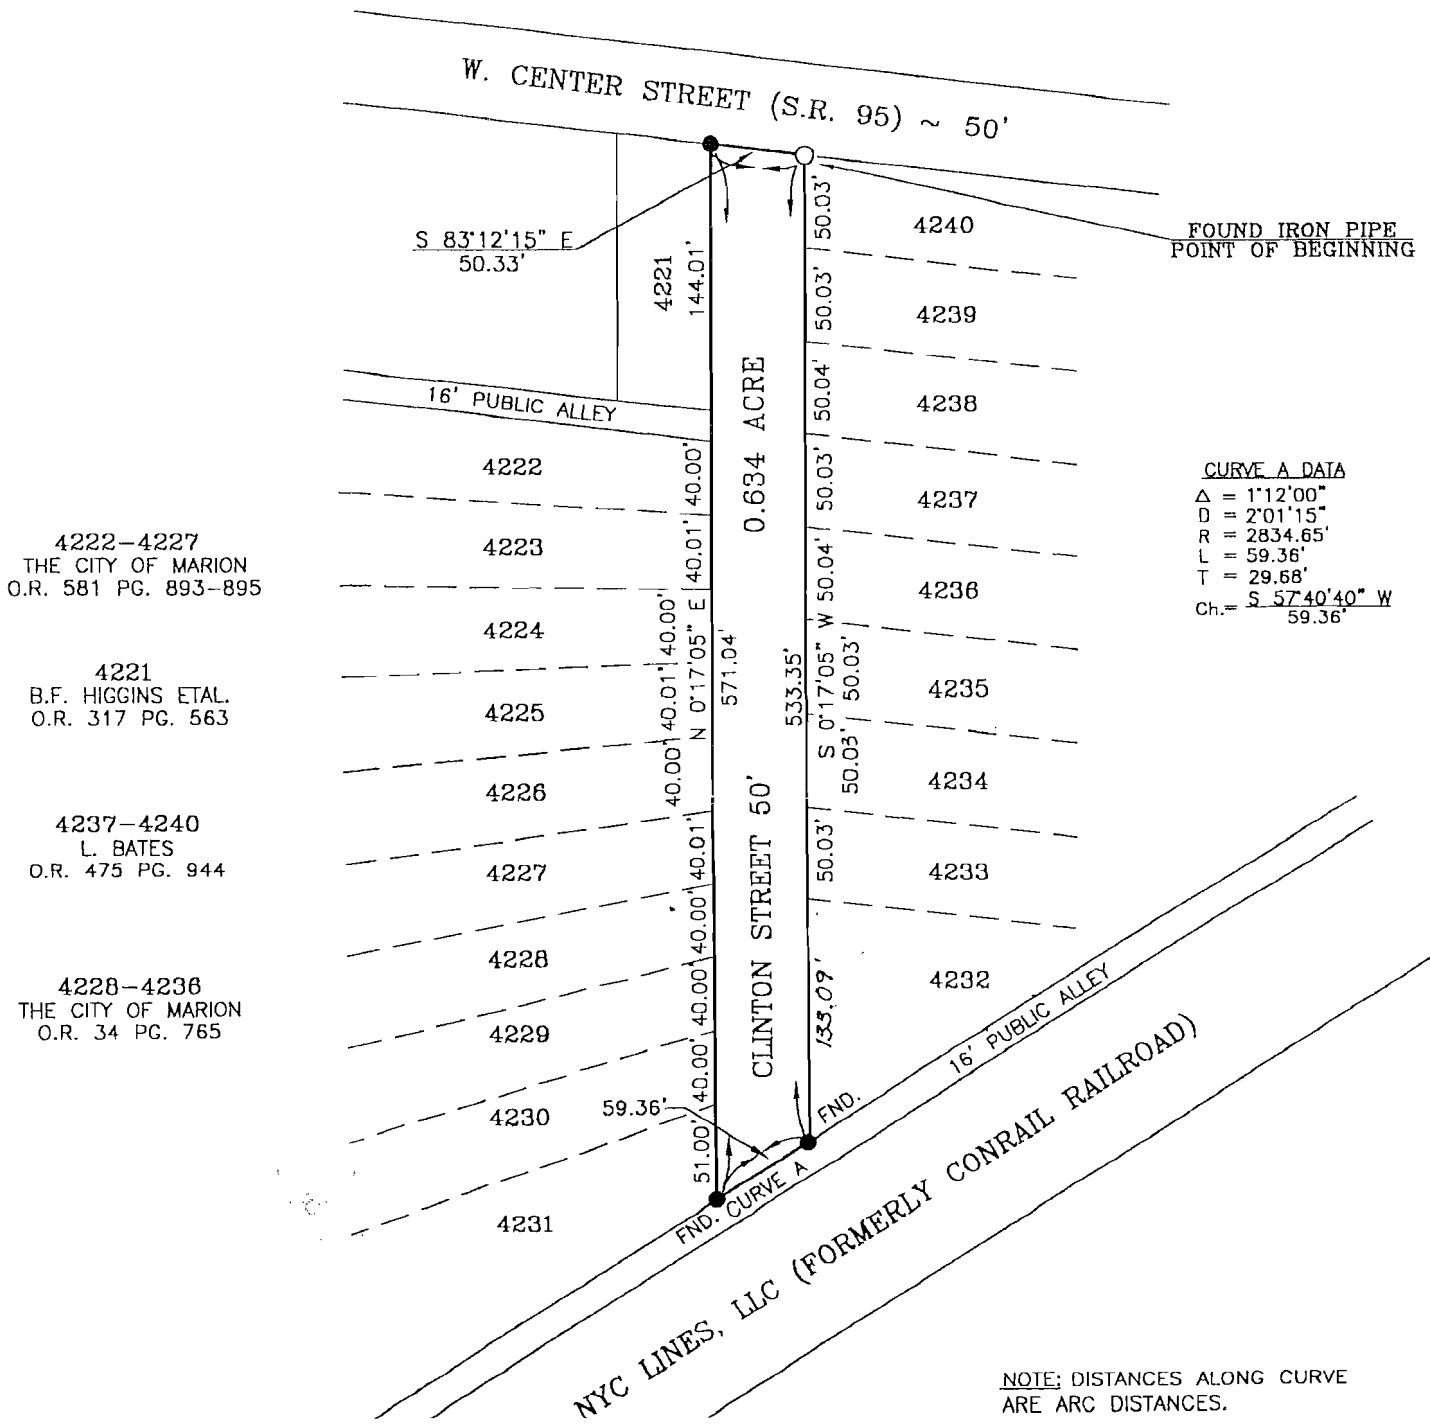 W. CENTER STREET (S.R. 95) ~ 50'
S 83°12'15" E
50.33'
FOUND IRON PIPE
POINT OF BEGINNING
4221
144.01'
50.03'
4240
50.03'
4239
50.04'
4238
50.03'
4237
50.04'
4236
50.03'
4235
50.03'
4234
50.03'
4233
133.09'
4232
0.634 ACRE
16' PUBLIC ALLEY
4222
40.00'
4223
40.01'
4224
40.00'
4225
40.01'
4226
40.00'
4227
40.01'
4228
40.00'
4229
40.00'
4230
40.00'
4231
51.00'
N 0°17'05" E
571.04'
533.35'
S 0°17'05" W
CLINTON STREET 50'
59.36'
FND.
FND.
CURVE A
16' PUBLIC ALLEY
NYC LINES, LLC (FORMERLY CONRAIL RAILROAD)
CURVE A DATA
Δ = 1°12'00"
D = 2°01'15"
R = 2834.65'
L = 59.36'
T = 29.68'
Ch.= S 57°40'40" W
59.36'
4222-4227
THE CITY OF MARION
O.R. 581 PG. 893-895
4221
B.F. HIGGINS ETAL.
O.R. 317 PG. 563
4237-4240
L. BATES
O.R. 475 PG. 944
4228-4236
THE CITY OF MARION
O.R. 34 PG. 765
NOTE: DISTANCES ALONG CURVE
ARE ARC DISTANCES.